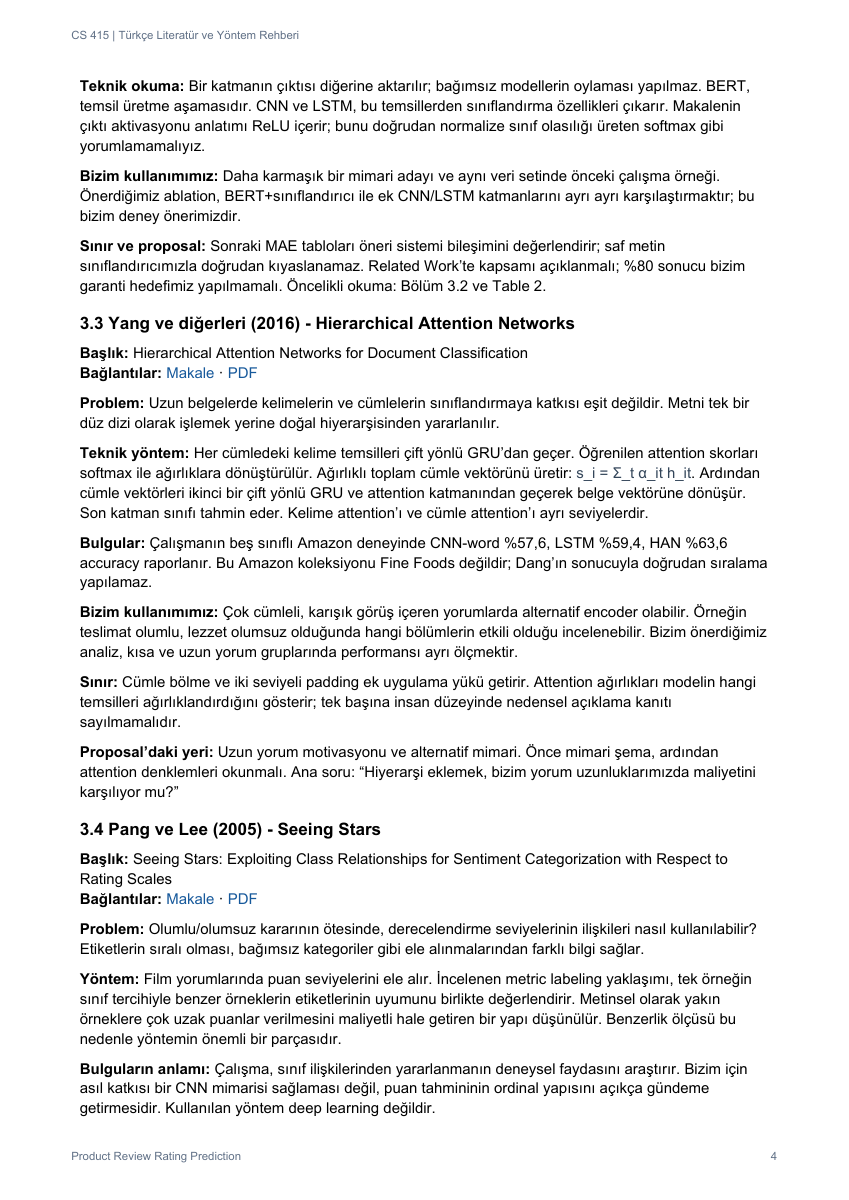 CS 415 | Türkçe Literatür ve Yöntem Rehberi
Teknik okuma: Bir katmanın çıktısı diğerine aktarılır; bağımsız modellerin oylaması yapılmaz. BERT,
temsil üretme aşamasıdır. CNN ve LSTM, bu temsillerden sınıflandırma özellikleri çıkarır. Makalenin
çıktı aktivasyonu anlatımı ReLU içerir; bunu doğrudan normalize sınıf olasılığı üreten softmax gibi
yorumlamamalıyız.
Bizim kullanımımız: Daha karmaşık bir mimari adayı ve aynı veri setinde önceki çalışma örneği.
Önerdiğimiz ablation, BERT+sınıflandırıcı ile ek CNN/LSTM katmanlarını ayrı ayrı karşılaştırmaktır; bu
bizim deney önerimizdir.
Sınır ve proposal: Sonraki MAE tabloları öneri sistemi bileşimini değerlendirir; saf metin
sınıflandırıcımızla doğrudan kıyaslanamaz. Related Work’te kapsamı açıklanmalı; %80 sonucu bizim
garanti hedefimiz yapılmamalı. Öncelikli okuma: Bölüm 3.2 ve Table 2.
3.3 Yang ve diğerleri (2016) - Hierarchical Attention Networks
Başlık: Hierarchical Attention Networks for Document Classification
Bağlantılar: Makale · PDF
Problem: Uzun belgelerde kelimelerin ve cümlelerin sınıflandırmaya katkısı eşit değildir. Metni tek bir
düz dizi olarak işlemek yerine doğal hiyerarşisinden yararlanılır.
Teknik yöntem: Her cümledeki kelime temsilleri çift yönlü GRU’dan geçer. Öğrenilen attention skorları
softmax ile ağırlıklara dönüştürülür. Ağırlıklı toplam cümle vektörünü üretir: s_i = Σ_t α_it h_it. Ardından
cümle vektörleri ikinci bir çift yönlü GRU ve attention katmanından geçerek belge vektörüne dönüşür.
Son katman sınıfı tahmin eder. Kelime attention’ı ve cümle attention’ı ayrı seviyelerdir.
Bulgular: Çalışmanın beş sınıflı Amazon deneyinde CNN-word %57,6, LSTM %59,4, HAN %63,6
accuracy raporlanır. Bu Amazon koleksiyonu Fine Foods değildir; Dang’ın sonucuyla doğrudan sıralama
yapılamaz.
Bizim kullanımımız: Çok cümleli, karışık görüş içeren yorumlarda alternatif encoder olabilir. Örneğin
teslimat olumlu, lezzet olumsuz olduğunda hangi bölümlerin etkili olduğu incelenebilir. Bizim önerdiğimiz
analiz, kısa ve uzun yorum gruplarında performansı ayrı ölçmektir.
Sınır: Cümle bölme ve iki seviyeli padding ek uygulama yükü getirir. Attention ağırlıkları modelin hangi
temsilleri ağırlıklandırdığını gösterir; tek başına insan düzeyinde nedensel açıklama kanıtı
sayılmamalıdır.
Proposal’daki yeri: Uzun yorum motivasyonu ve alternatif mimari. Önce mimari şema, ardından
attention denklemleri okunmalı. Ana soru: “Hiyerarşi eklemek, bizim yorum uzunluklarımızda maliyetini
karşılıyor mu?”
3.4 Pang ve Lee (2005) - Seeing Stars
Başlık: Seeing Stars: Exploiting Class Relationships for Sentiment Categorization with Respect to
Rating Scales
Bağlantılar: Makale · PDF
Problem: Olumlu/olumsuz kararının ötesinde, derecelendirme seviyelerinin ilişkileri nasıl kullanılabilir?
Etiketlerin sıralı olması, bağımsız kategoriler gibi ele alınmalarından farklı bilgi sağlar.
Yöntem: Film yorumlarında puan seviyelerini ele alır. İncelenen metric labeling yaklaşımı, tek örneğin
sınıf tercihiyle benzer örneklerin etiketlerinin uyumunu birlikte değerlendirir. Metinsel olarak yakın
örneklere çok uzak puanlar verilmesini maliyetli hale getiren bir yapı düşünülür. Benzerlik ölçüsü bu
nedenle yöntemin önemli bir parçasıdır.
Bulguların anlamı: Çalışma, sınıf ilişkilerinden yararlanmanın deneysel faydasını araştırır. Bizim için
asıl katkısı bir CNN mimarisi sağlaması değil, puan tahmininin ordinal yapısını açıkça gündeme
getirmesidir. Kullanılan yöntem deep learning değildir.
Product Review Rating Prediction
4